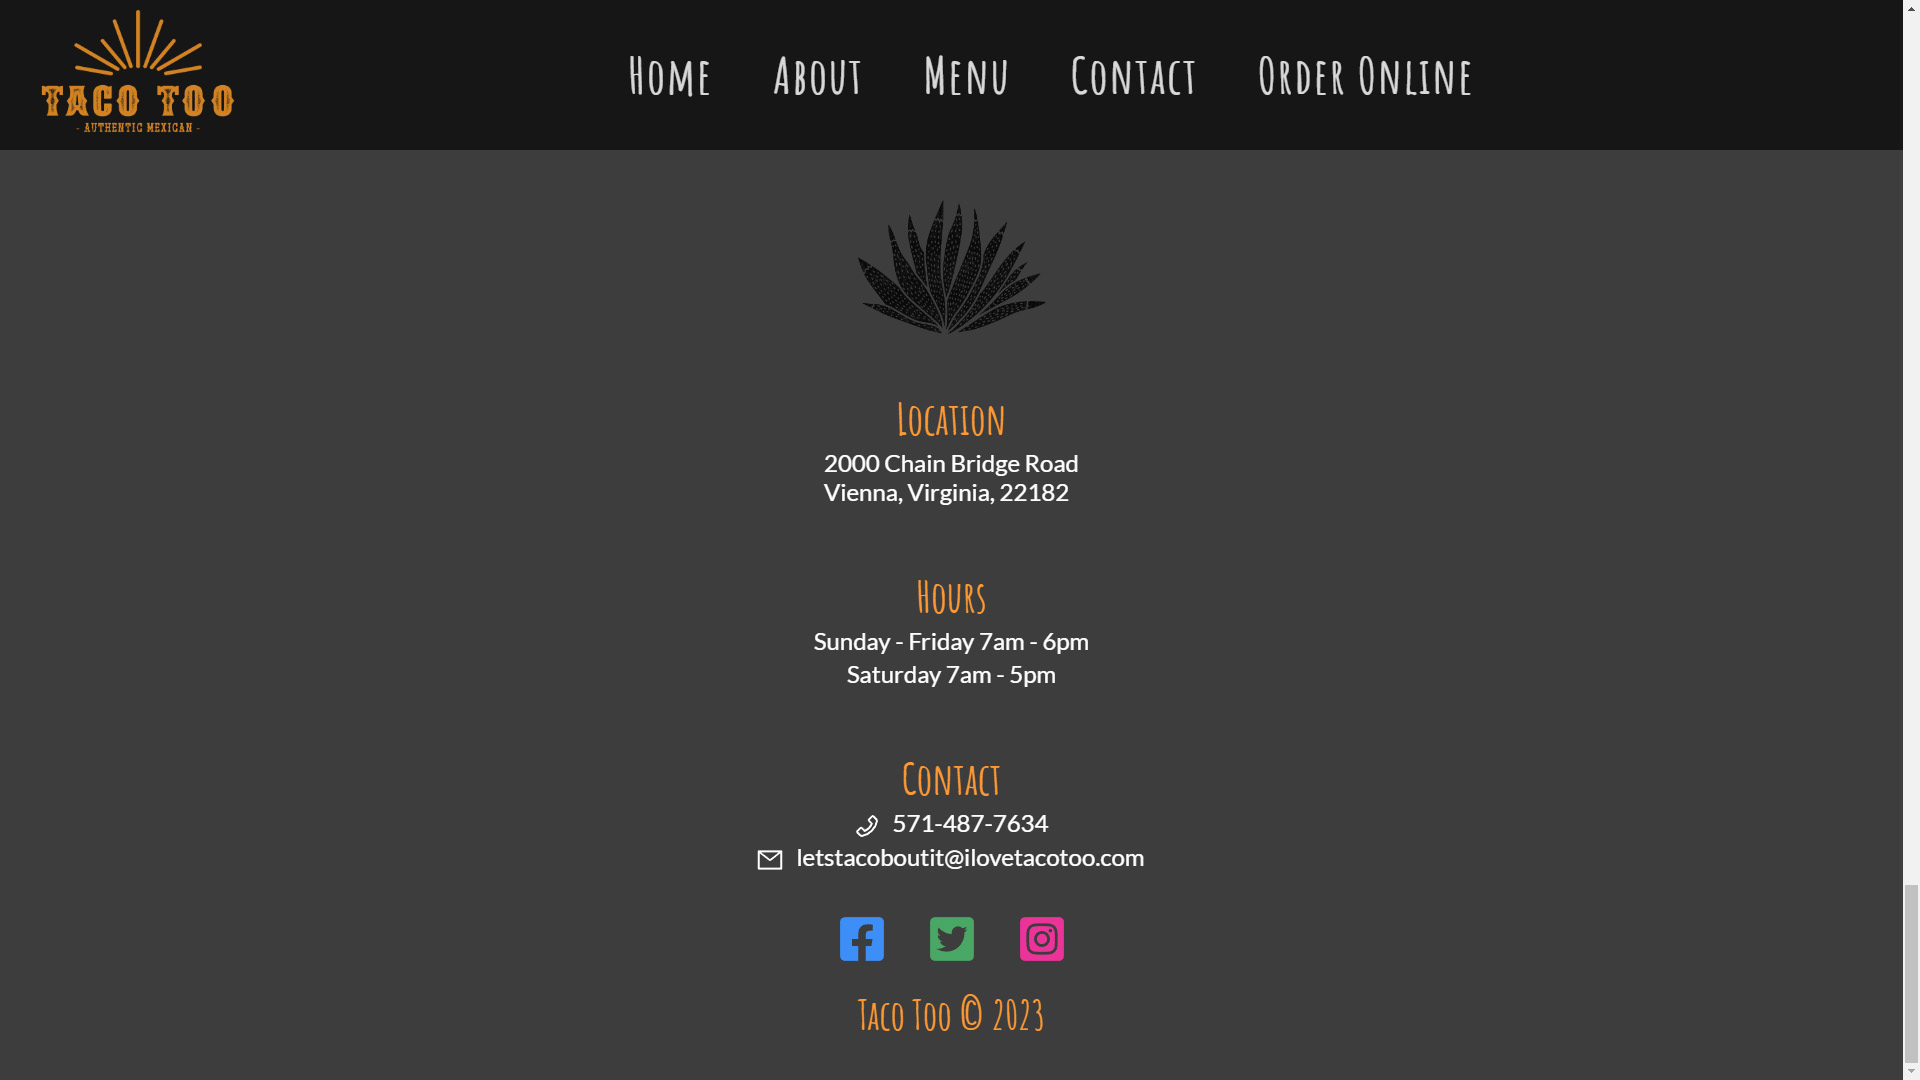 TACO TOO
- AUTHENTIC MEXICAN -
Home About Menu Contact Order Online
Location
2000 Chain Bridge Road
Vienna, Virginia, 22182
Hours
Sunday - Friday 7am - 6pm
Saturday 7am - 5pm
Contact
571-487-7634
letstacoboutit@ilovetacotoo.com
Taco Too © 2023